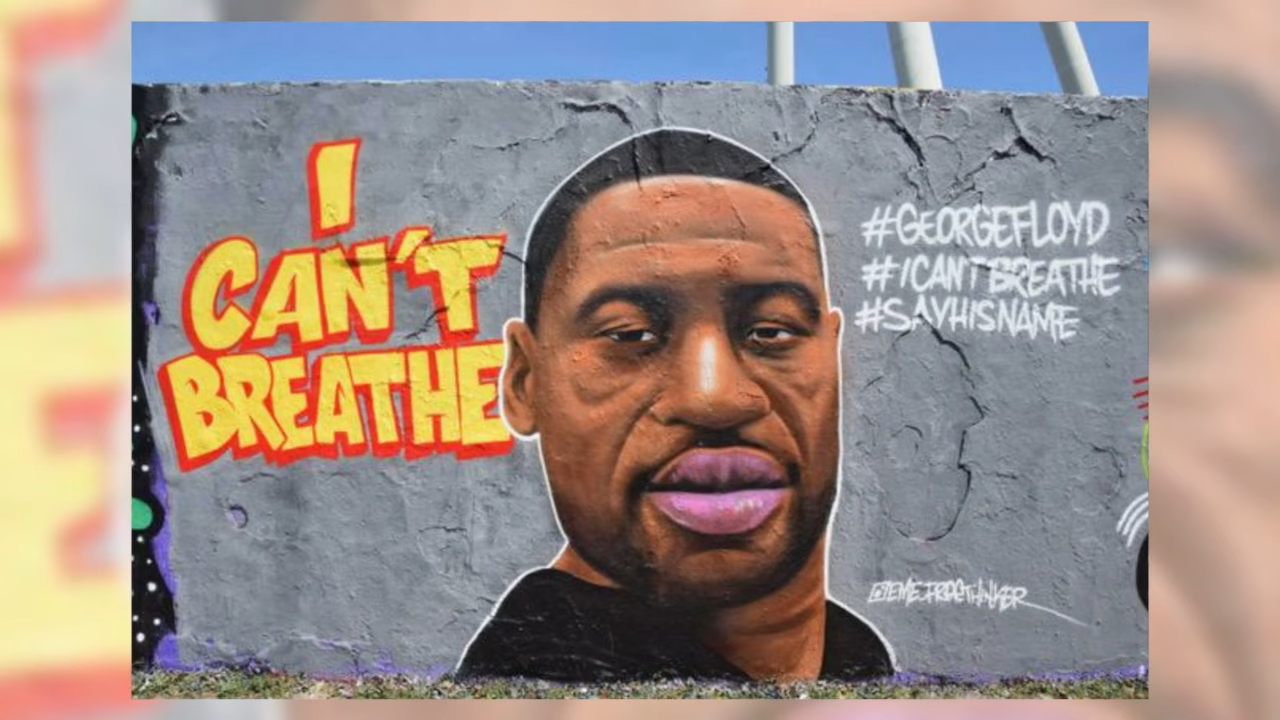 I
CAN'T
BREATHE
#GEORGEFLOYD
#ICANTBREATHE
#SAYHISNAME